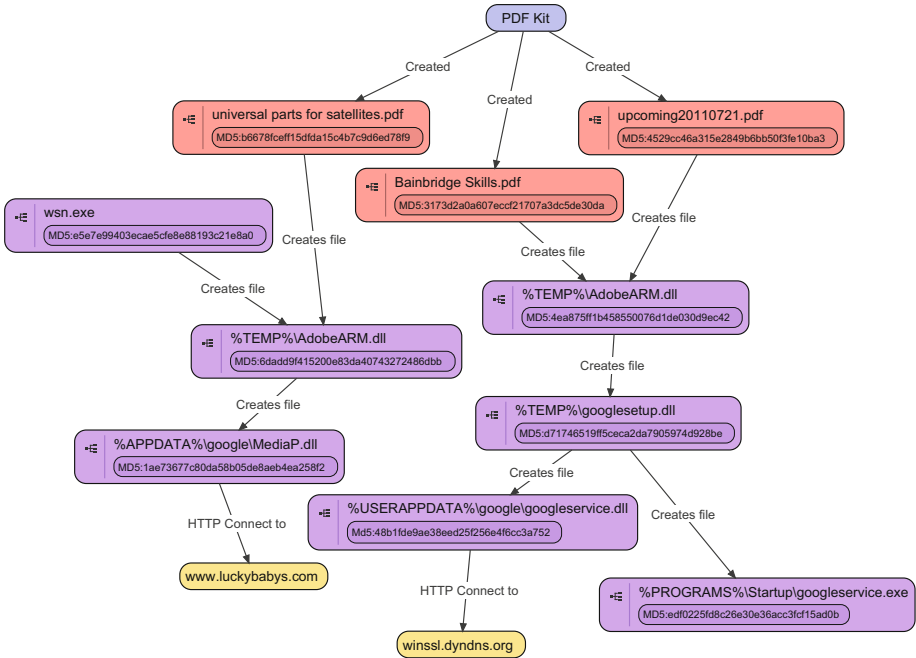 PDF Kit
Created
Created
Created
universal parts for satellites.pdf
MD5:b6678fceff15dfda15c4b7c9d6ed78f9
upcoming20110721.pdf
MD5:4529cc46a315e2849b6bb50f3fe10ba3
Bainbridge Skills.pdf
MD5:3173d2a0a607eccf21707a3dc5de30da
wsn.exe
MD5:e5e7e99403ecae5cfe8e88193c21e8a0
Creates file
Creates file
Creates file
Creates file
%TEMP%\AdobeARM.dll
MD5:4ea875ff1b458550076d1de030d9ec42
%TEMP%\AdobeARM.dll
MD5:6dadd9f415200e83da40743272486dbb
Creates file
Creates file
%TEMP%\googlesetup.dll
MD5:d71746519ff5ceca2da7905974d928be
%APPDATA%\google\MediaP.dll
MD5:1ae73677c80da58b05de8aeb4ea258f2
Creates file
Creates file
%USERAPPDATA%\google\googleservice.dll
Md5:48b1fde9ae38eed25f256e4f6cc3a752
HTTP Connect to
www.luckybabys.com
HTTP Connect to
%PROGRAMS%\Startup\googleservice.exe
MD5:edf0225fd8c26e30e36acc3fcf15ad0b
winssl.dyndns.org